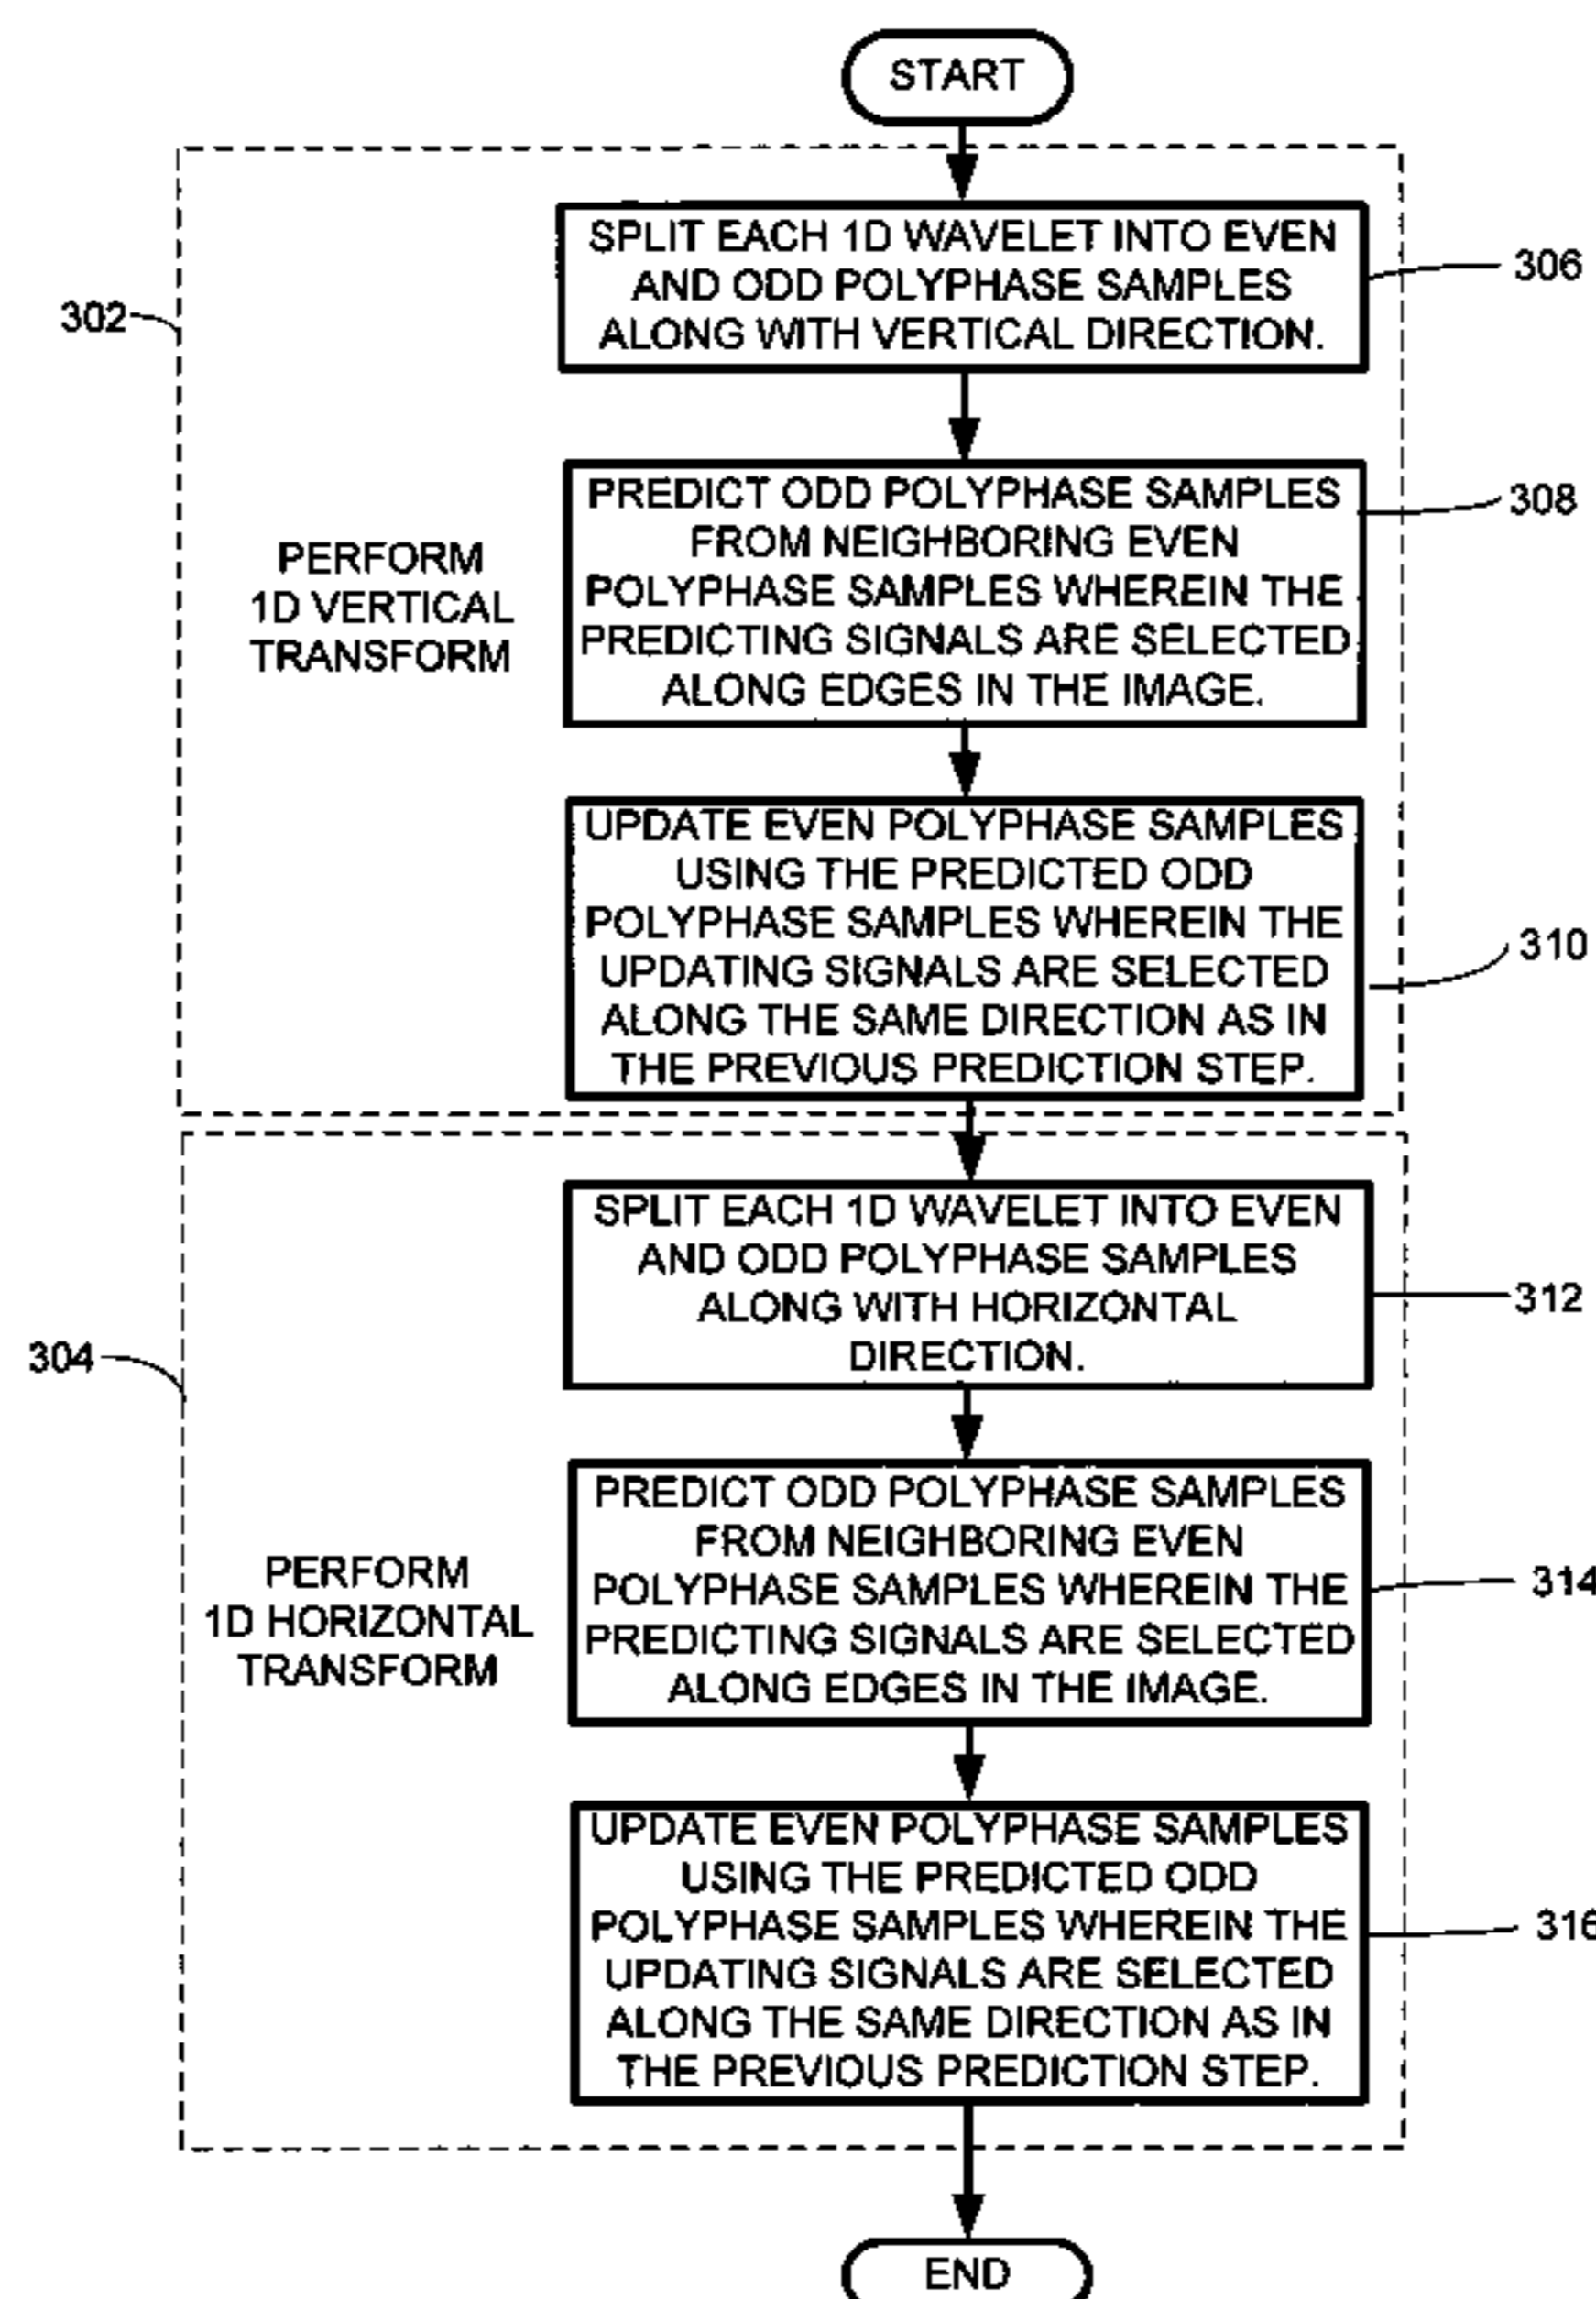 START
SPLIT EACH 1D WAVELET INTO EVEN
AND ODD POLYPHASE SAMPLES
ALONG WITH VERTICAL DIRECTION.
306
302
PREDICT ODD POLYPHASE SAMPLES
FROM NEIGHBORING EVEN
POLYPHASE SAMPLES WHEREIN THE
PREDICTING SIGNALS ARE SELECTED
ALONG EDGES IN THE IMAGE.
308
PERFORM
1D VERTICAL
TRANSFORM
UPDATE EVEN POLYPHASE SAMPLES
USING THE PREDICTED ODD
POLYPHASE SAMPLES WHEREIN THE
UPDATING SIGNALS ARE SELECTED
ALONG THE SAME DIRECTION AS IN
THE PREVIOUS PREDICTION STEP.
310
SPLIT EACH 1D WAVELET INTO EVEN
AND ODD POLYPHASE SAMPLES
ALONG WITH HORIZONTAL
DIRECTION.
312
304
PREDICT ODD POLYPHASE SAMPLES
FROM NEIGHBORING EVEN
POLYPHASE SAMPLES WHEREIN THE
PREDICTING SIGNALS ARE SELECTED
ALONG EDGES IN THE IMAGE.
314
PERFORM
1D HORIZONTAL
TRANSFORM
UPDATE EVEN POLYPHASE SAMPLES
USING THE PREDICTED ODD
POLYPHASE SAMPLES WHEREIN THE
UPDATING SIGNALS ARE SELECTED
ALONG THE SAME DIRECTION AS IN
THE PREVIOUS PREDICTION STEP.
316
END